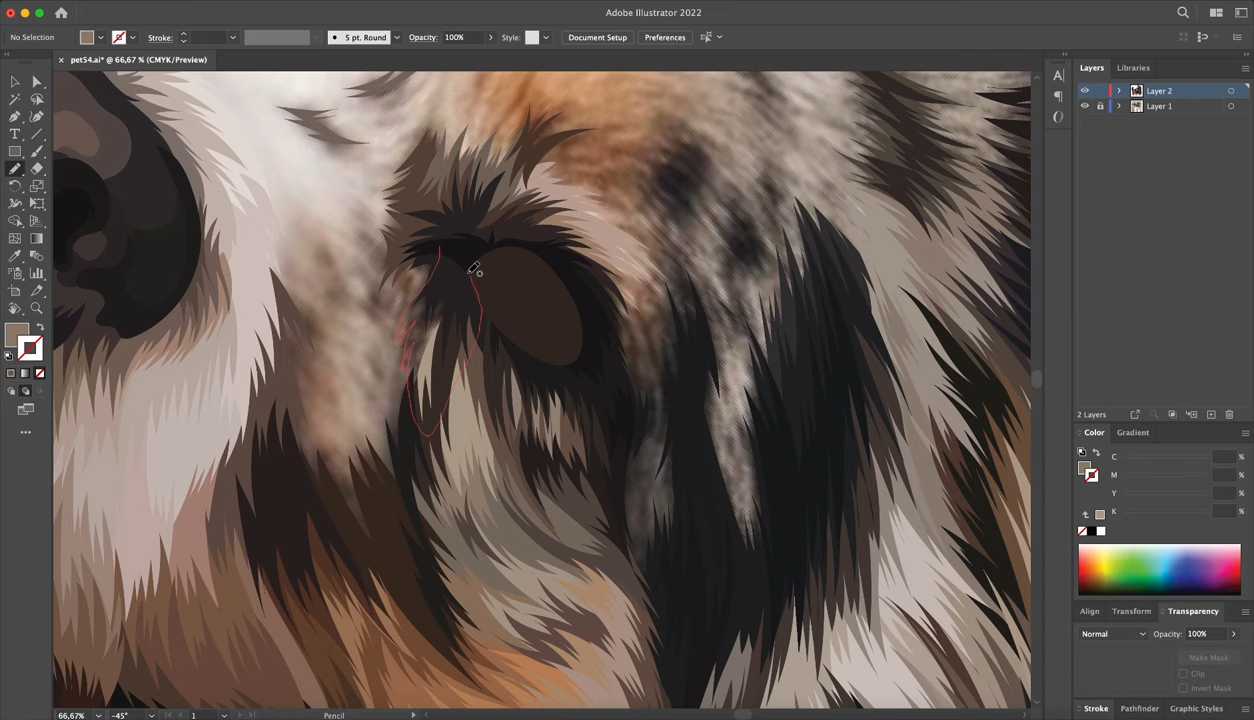 Adobe Illustrator 2022
No Selection
Stroke:
5 pt. Round
Opacity: 100%
Style:
Document Setup
Preferences
× pet54.ai* @ 66,67 % (CMYK/Preview)
Layers
Libraries
Layer 2
Layer 1
2 Layers
Color
Gradient
C %
M %
Y %
K %
Align
Transform
Transparency
Normal
Opacity: 100%
Make Mask
Clip
Invert Mask
Stroke
Pathfinder
Graphic Styles
66,67%
-45°
1
Pencil